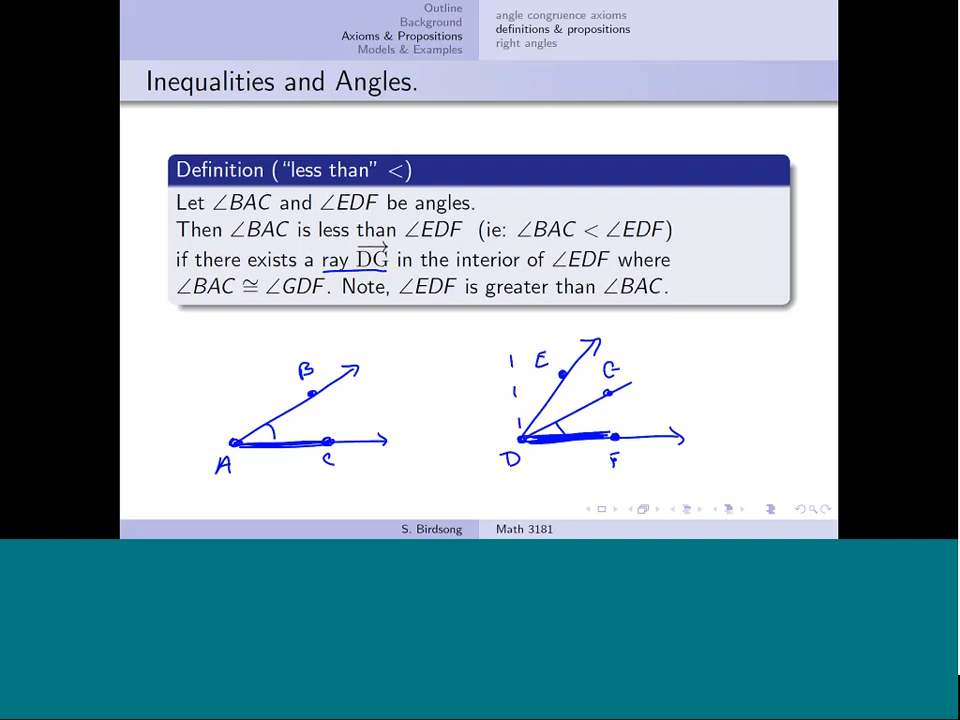 Outline
Background
Axioms & Propositions
Models & Examples
angle congruence axioms
definitions & propositions
right angles
Inequalities and Angles.
Definition (“less than” <)
Let ∠BAC and ∠EDF be angles.
Then ∠BAC is less than ∠EDF (ie: ∠BAC < ∠EDF)
if there exists a ray DG in the interior of ∠EDF where
∠BAC ≅ ∠GDF. Note, ∠EDF is greater than ∠BAC.
B
E
G
A
C
D
F
S. Birdsong
Math 3181